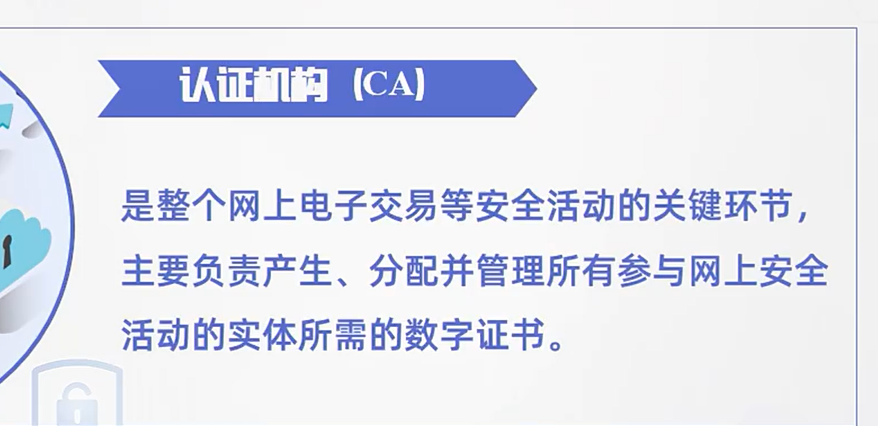 认证机构（CA）
是整个网上电子交易等安全活动的关键环节，
主要负责产生、分配并管理所有参与网上安全
活动的实体所需的数字证书。